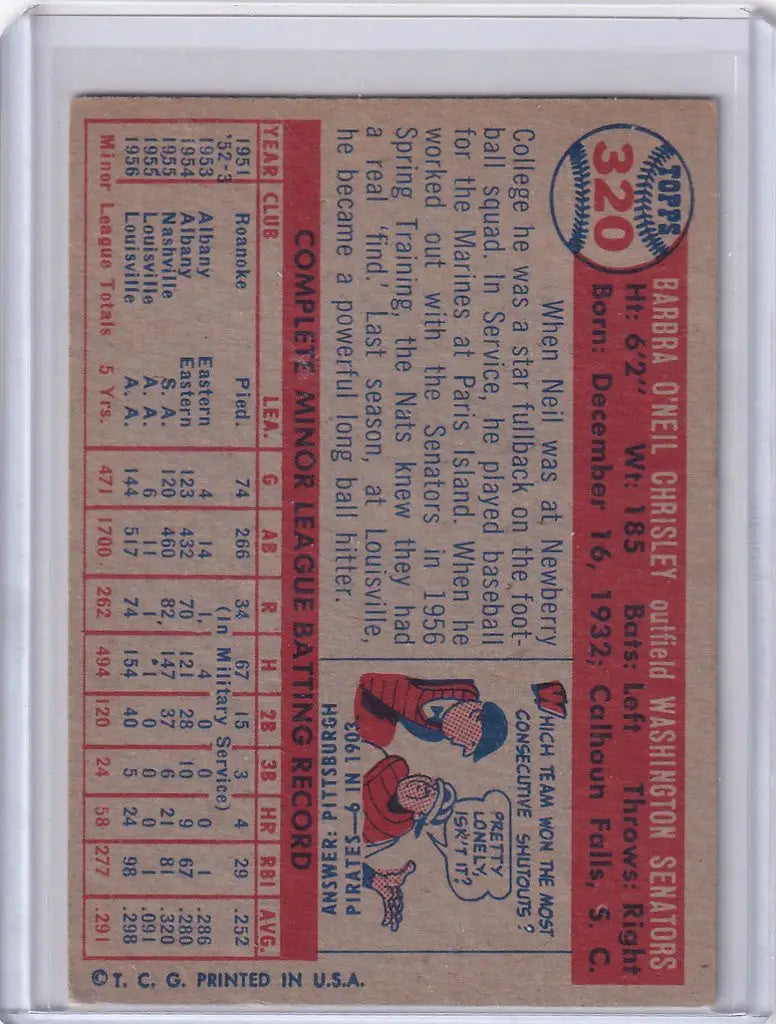 TOPPS
320
BARBRA O'NEIL CHRISLEY outfield WASHINGTON SENATORS
Ht: 6'2" Wt: 185 Bats: Left Throws: Right
Born: December 16, 1932; Calhoun Falls, S. C.
When Neil was at Newberry
College he was a star fullback on the foot-
ball squad. In Service, he played baseball
for the Marines at Paris Island. When he
worked out with the Senators in 1956
Spring Training, the Nats knew they had
a real 'find.' Last season, at Louisville,
he became a powerful long ball hitter.
WHICH TEAM WON THE MOST
CONSECUTIVE SHUTOUTS?
PRETTY
LONELY,
ISN'T IT?
ANSWER: PITTSBURGH
PIRATES—6 IN 1903.
COMPLETE MINOR LEAGUE BATTING RECORD
YEAR CLUB LEA. G AB R H 2B 3B HR RBI AVG.
1951 Roanoke Pied. 74 266 34 67 15 3 4 29 .252
'52-3 (In Military Service)
1953 Albany Eastern 4 14 1 4 0 0 0 1 .286
1954 Albany Eastern 123 432 70 121 28 10 9 67 .280
1955 Nashville S. A. 120 460 82 147 37 6 21 81 .320
1955 Louisville A. A. 6 11 1 1 0 0 0 1 .091
1956 Louisville A. A. 144 517 74 154 40 5 24 98 .298
Minor League Totals 5 Yrs. 471 1700 262 494 120 24 58 277 .291
© T. C. G. PRINTED IN U.S.A.